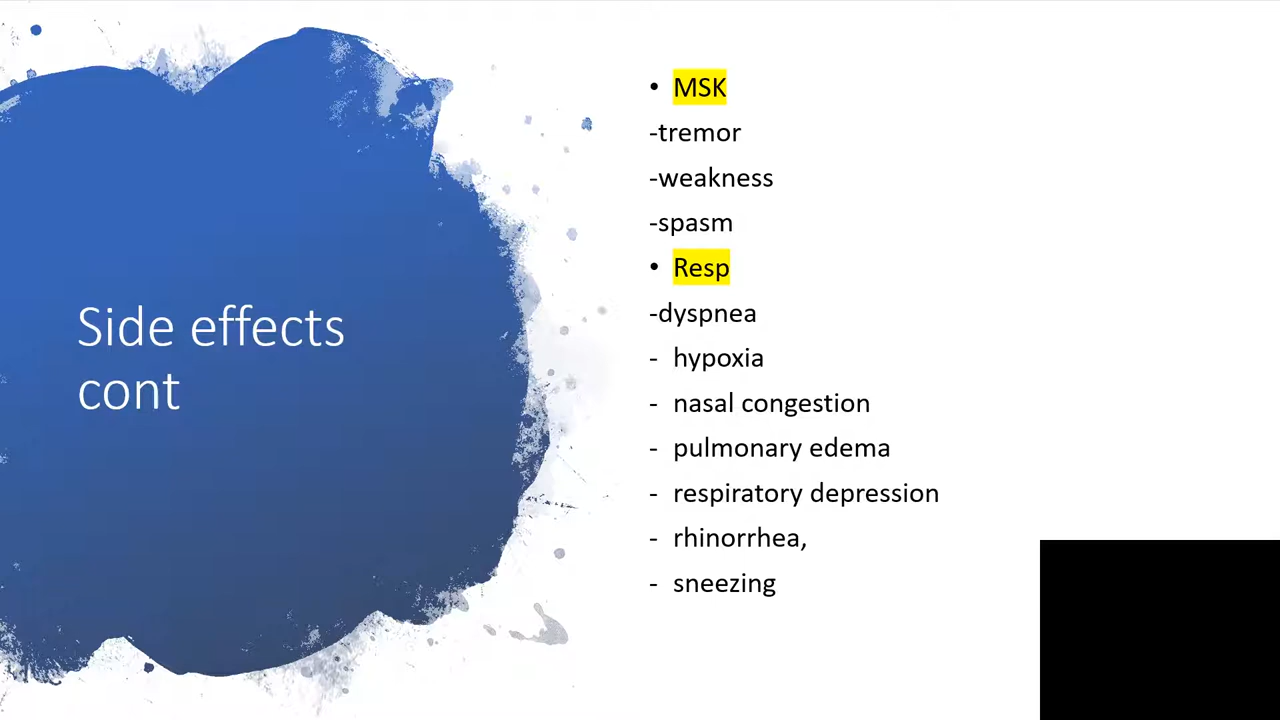 Side effects
cont
• MSK
-tremor
-weakness
-spasm
• Resp
-dyspnea
- hypoxia
- nasal congestion
- pulmonary edema
- respiratory depression
- rhinorrhea,
- sneezing